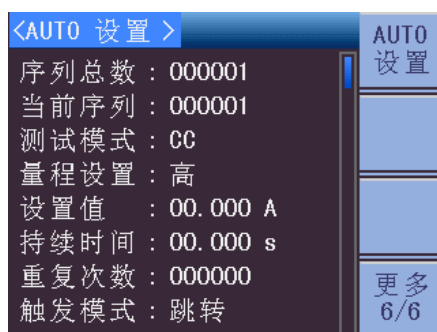 <AUTO 设置 >
序列总数 : 000001
当前序列 : 000001
测试模式 : CC
量程设置 : 高
设置值 : 00.000 A
持续时间 : 00.000 s
重复次数 : 000000
触发模式 : 跳转
AUTO
设置
更多
6/6